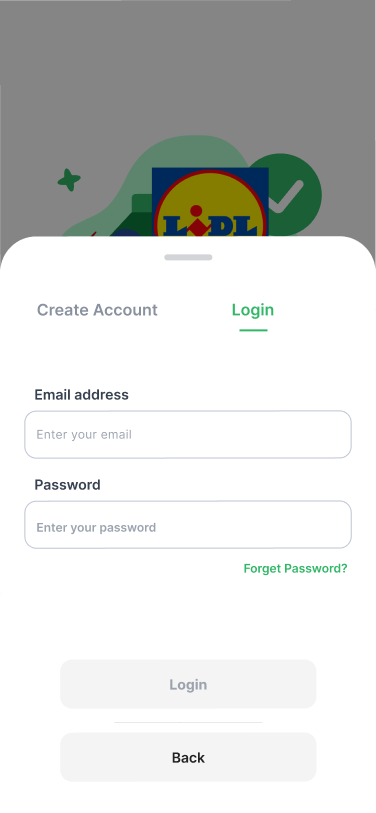 LiDL
Create Account Login
Email address
Enter your email
Password
Enter your password
Forget Password?
Login
Back